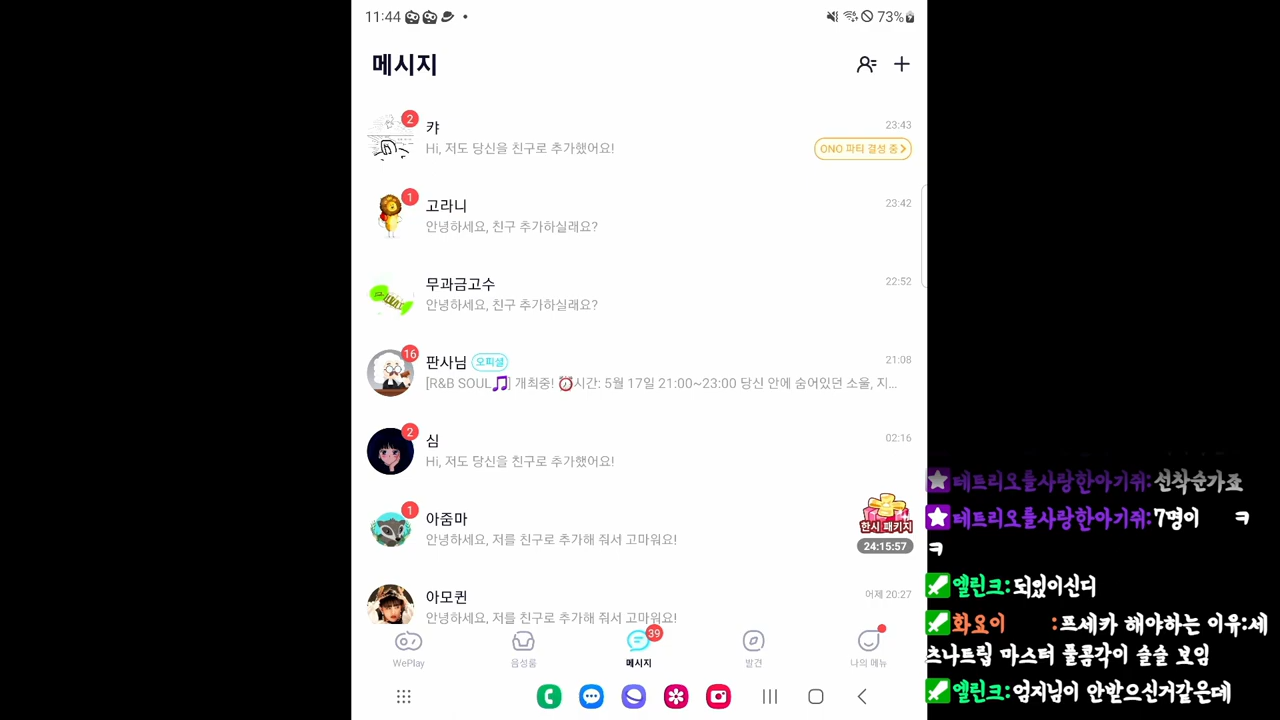 11:44
73%
메시지
2
캬
23:43
Hi, 저도 당신을 친구로 추가했어요!
ONO 파티 결성 중
1
고라니
23:42
안녕하세요, 친구 추가하실래요?
무과금고수
22:52
안녕하세요, 친구 추가하실래요?
16
판사님 오피셜
21:08
[R&B SOUL🎵] 개최중! ⏰시간: 5월 17일 21:00~23:00 당신 안에 숨어있던 소울, 지...
2
심
02:16
Hi, 저도 당신을 친구로 추가했어요!
1
아줌마
안녕하세요, 저를 친구로 추가해 줘서 고마워요!
한시 패키지
24:15:57
아모퀸
어제 20:27
안녕하세요, 저를 친구로 추가해 줘서 고마워요!
WePlay
음성룸
39
메시지
발견
나의 메뉴
테트리오를사랑한아기쥐: 선착순가죠
테트리오를사랑한아기쥐: 7명이 ㅋ
ㅋ
엘린크: 되있이신디
화요이 : 프세카 해야하는 이유:세
츠나트립 마스터 풀콤각이 슬슬 보임
엘린크: 엄지님이 안받으신거같은데